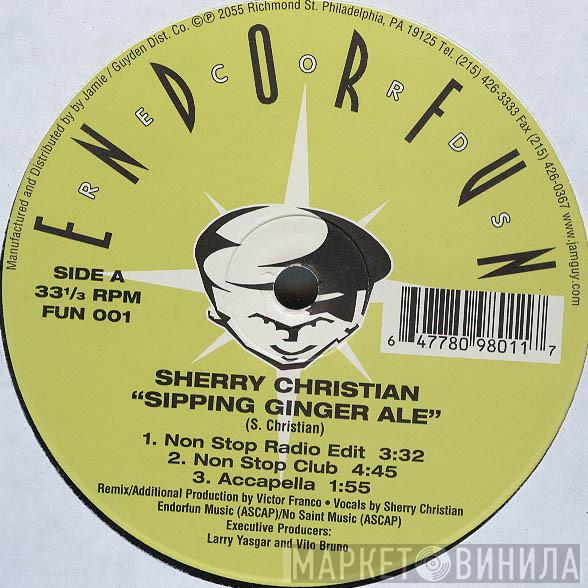 Manufactured and Distributed by by Jamie / Guyden Dist. Co. ©℗ 2055 Richmond St. Philadelphia, PA 19125 Tel. (215) 426-3333 Fax (215) 426-0367 www.jamguy.com
ENDORFUN
RECORDS
SIDE A
33⅓ RPM
FUN 001
6 47780 98011 7
SHERRY CHRISTIAN
“SIPPING GINGER ALE”
(S. Christian)
1. Non Stop Radio Edit 3:32
2. Non Stop Club 4:45
3. Accapella 1:55
Remix/Additional Production by Victor Franco • Vocals by Sherry Christian
Endorfun Music (ASCAP)/No Saint Music (ASCAP)
Executive Producers:
Larry Yasgar and Vito Bruno
МАРКЕТ ВИНИЛА